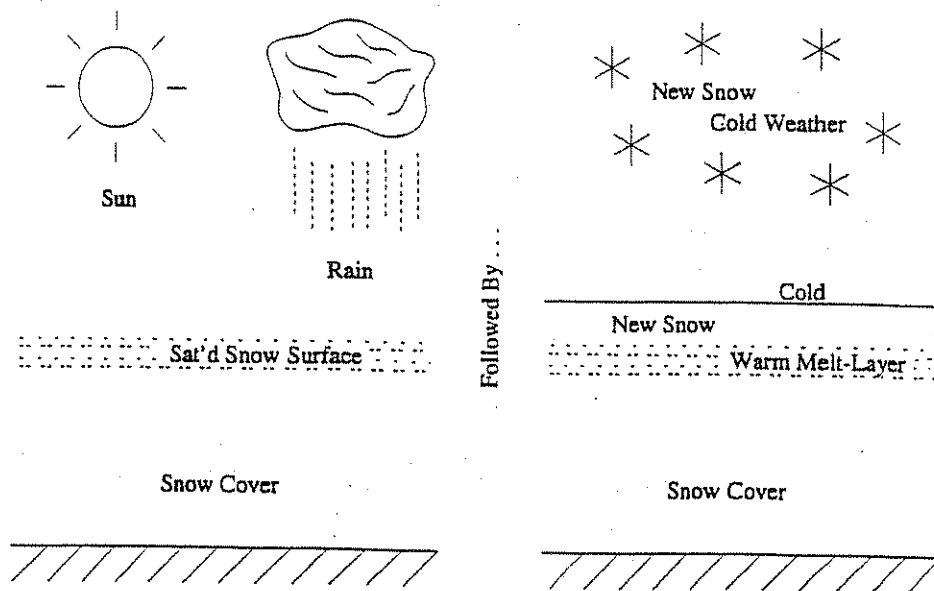 Sun
Rain
Sat'd Snow Surface
Snow Cover
Followed By . . .
New Snow
Cold Weather
Cold
New Snow
Warm Melt-Layer
Snow Cover